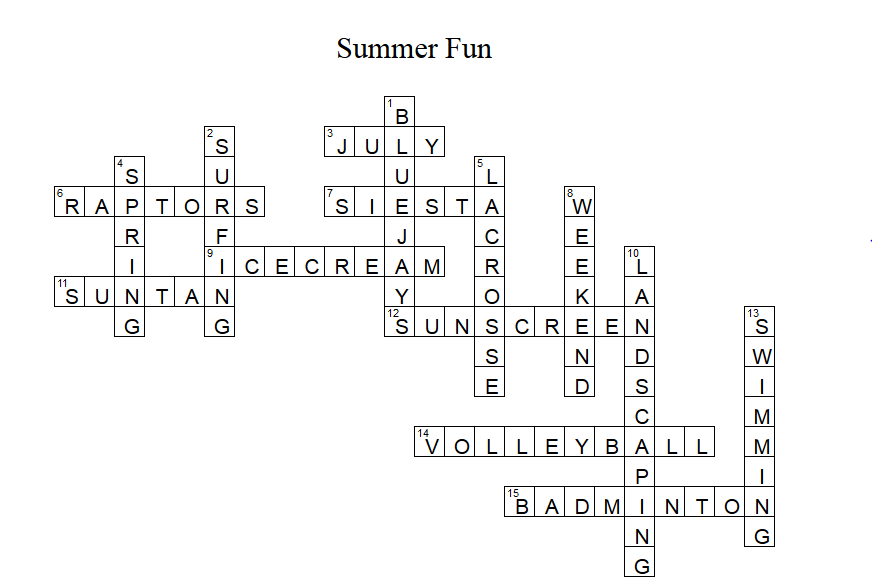 Summer Fun
1 B
2 S 3 J U L Y
4 S U U 5 L
6 R A P T O R S 7 S I E S T A 8 W
R F J C E
I 9 I C E C R E A M R E 10 L
11 S U N T A N Y O K A
G G 12 S U N S C R E E N 13 S
S N D W
E D S I
C M
14 V O L L E Y B A L L M
P I
15 B A D M I N T O N
N G
G